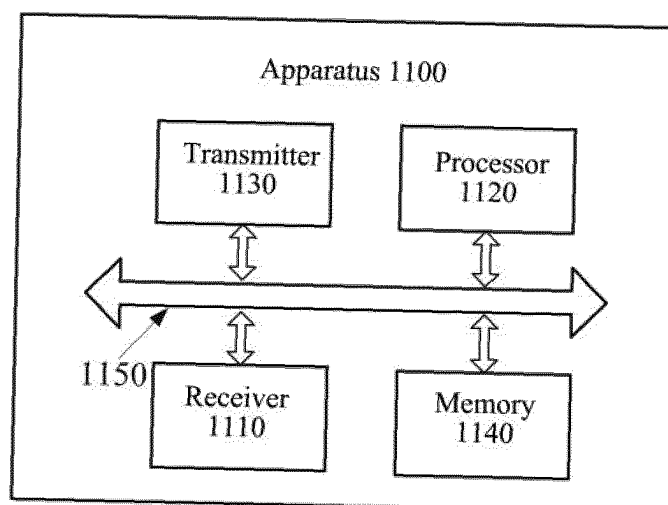 Apparatus 1100
Transmitter
1130
Processor
1120
1150
Receiver
1110
Memory
1140